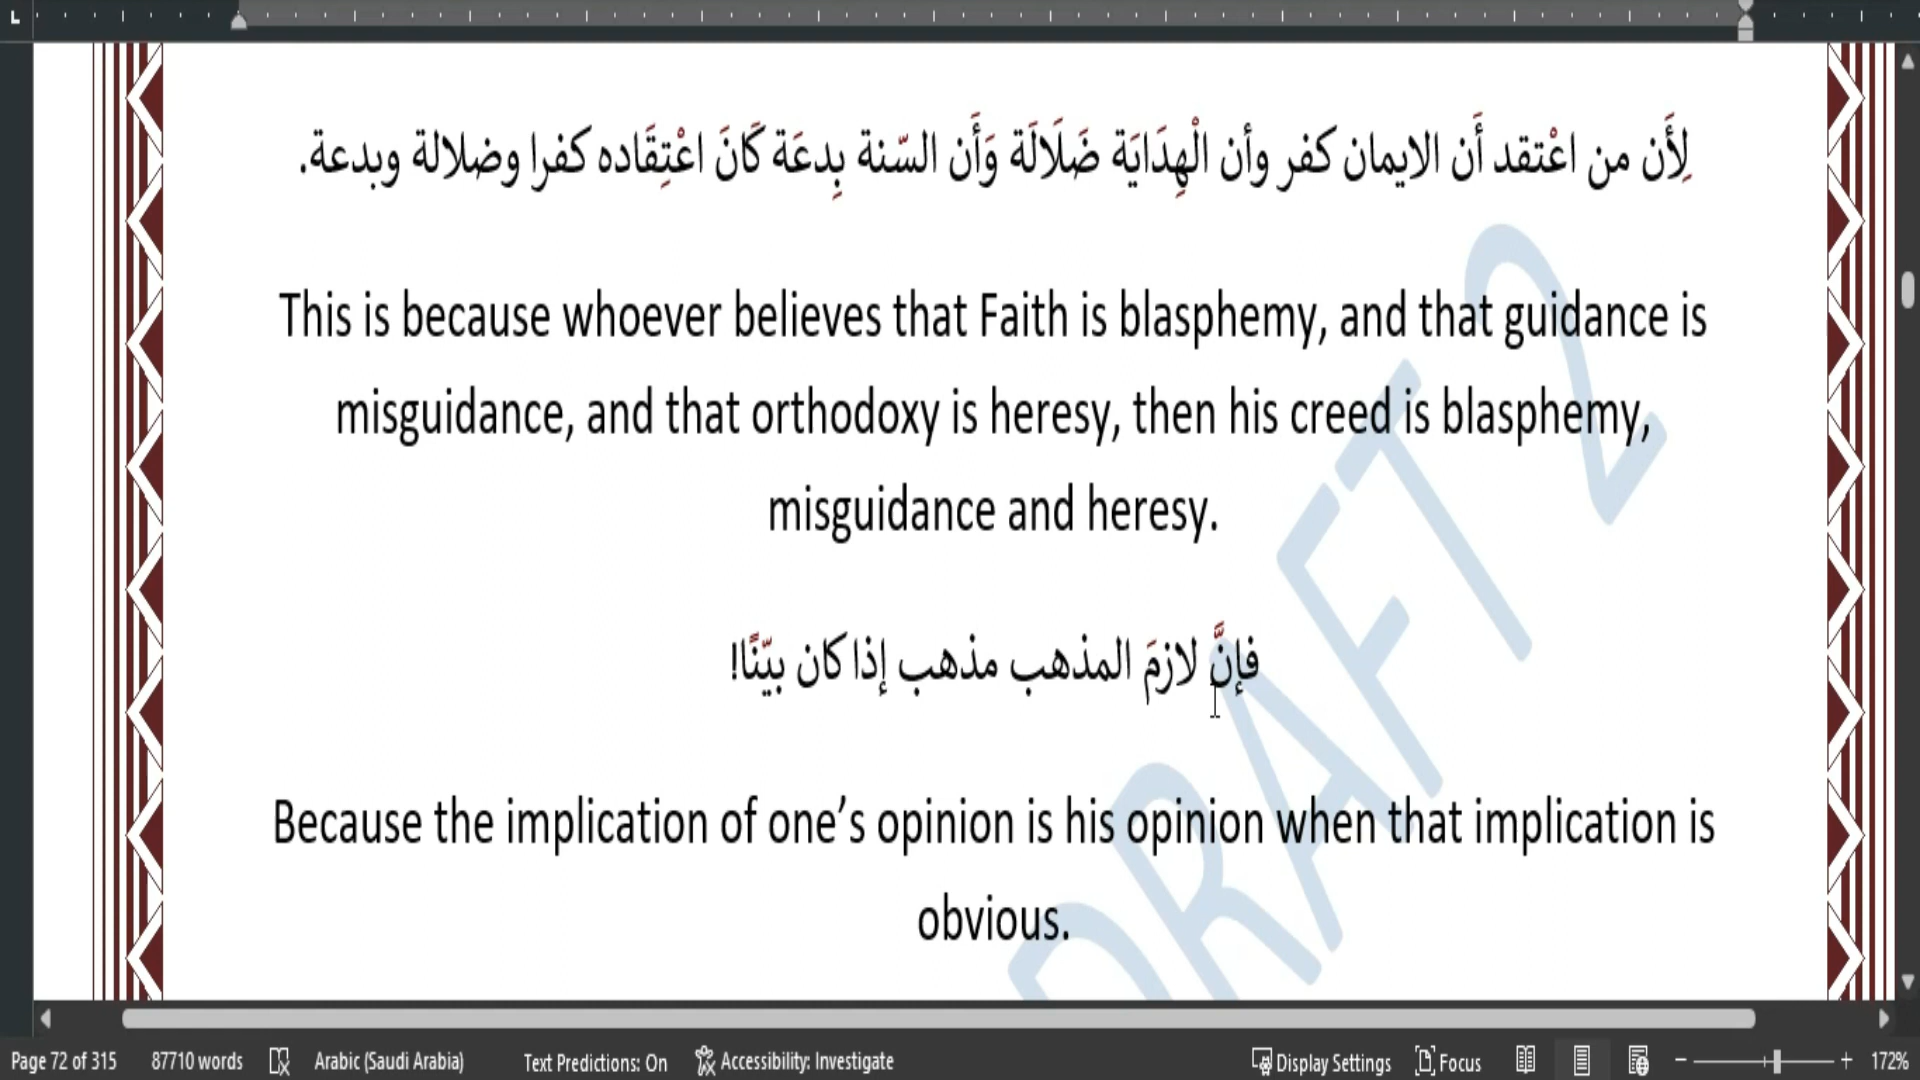 L
لِأَن من اعْتقد أَن الايمان كفر وأن الْهِدَايَة ضَلَالَة وَأَن السّنة بِدعَة كَانَ اعْتِقَاده كفرا وضلالة وبدعة.
This is because whoever believes that Faith is blasphemy, and that guidance is
misguidance, and that orthodoxy is heresy, then his creed is blasphemy,
misguidance and heresy.
فإنَّ لازمَ المذهب مذهب إذا كان بيّنًا!
Because the implication of one’s opinion is his opinion when that implication is
obvious.
DRAFT 2
Page 72 of 315 87710 words Arabic (Saudi Arabia) Text Predictions: On Accessibility: Investigate Display Settings Focus 172%